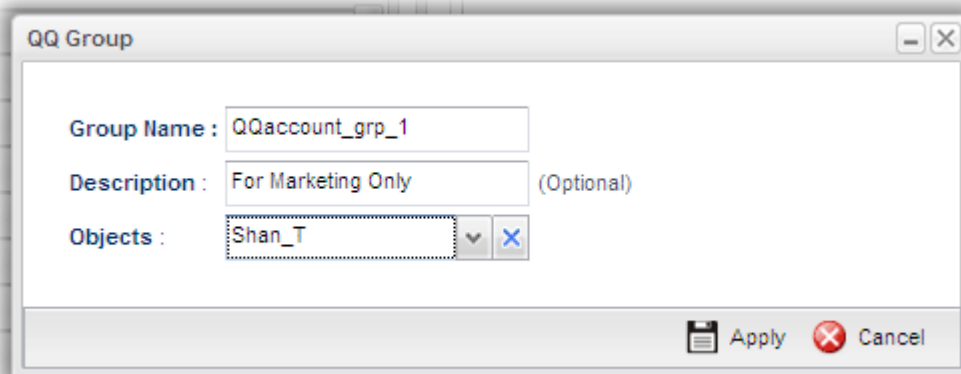 QQ Group
Group Name : QQaccount_grp_1
Description : For Marketing Only (Optional)
Objects : Shan_T
Apply Cancel